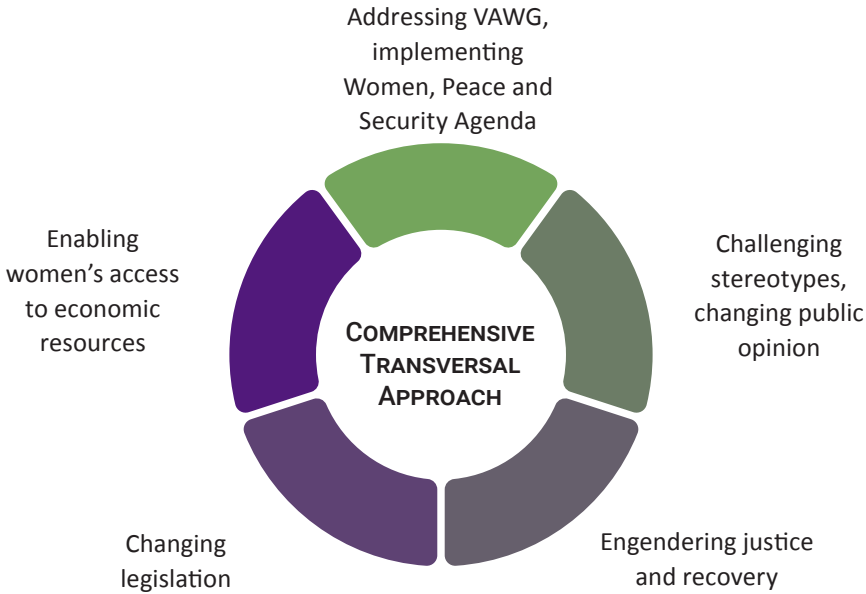 Addressing VAWG,
implementing
Women, Peace and
Security Agenda
Challenging
stereotypes,
changing public
opinion
Engendering justice
and recovery
Changing
legislation
Enabling
women’s access
to economic
resources
Comprehensive
Transversal
Approach